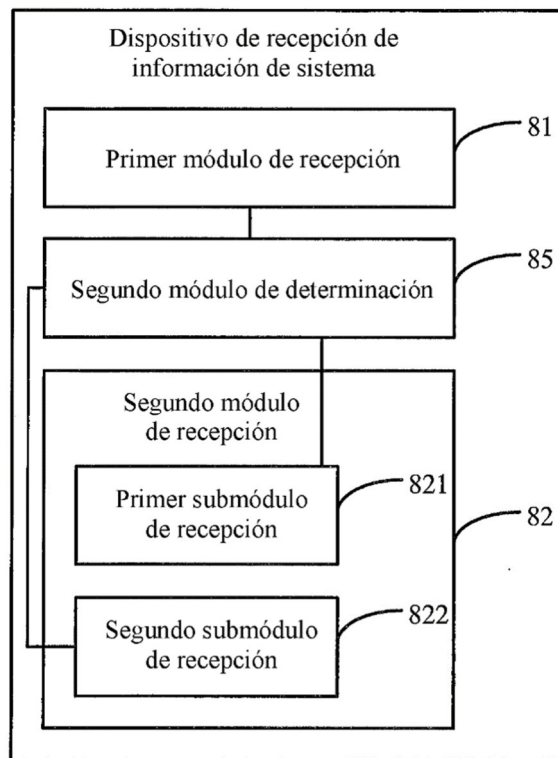 Dispositivo de recepción de
información de sistema
81
Primer módulo de recepción
85
Segundo módulo de determinación
Segundo módulo
de recepción
821
Primer submódulo
de recepción
82
822
Segundo submódulo
de recepción